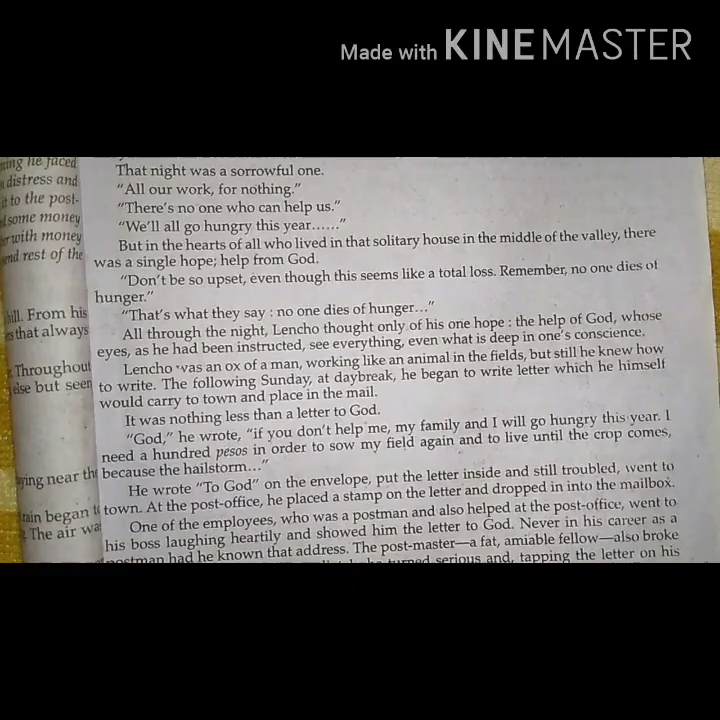 Made with KINEMASTER
ing he faced
distress and
it to the post-
some money
with money
send rest of the
hill. From his
that always
Throughout
else but seen
ying near the
rain began t
The air wa
That night was a sorrowful one.
“All our work, for nothing.”
“There’s no one who can help us.”
“We’ll all go hungry this year......”
But in the hearts of all who lived in that solitary house in the middle of the valley, there
was a single hope; help from God.
“Don’t be so upset, even though this seems like a total loss. Remember, no one dies of
hunger.”
“That’s what they say : no one dies of hunger...”
All through the night, Lencho thought only of his one hope : the help of God, whose
eyes, as he had been instructed, see everything, even what is deep in one’s conscience.
Lencho was an ox of a man, working like an animal in the fields, but still he knew how
to write. The following Sunday, at daybreak, he began to write letter which he himself
would carry to town and place in the mail.
It was nothing less than a letter to God.
“God,” he wrote, “if you don’t help me, my family and I will go hungry this year. I
need a hundred pesos in order to sow my field again and to live until the crop comes,
because the hailstorm...”
He wrote “To God” on the envelope, put the letter inside and still troubled, went to
town. At the post-office, he placed a stamp on the letter and dropped in into the mailbox.
One of the employees, who was a postman and also helped at the post-office, went to
his boss laughing heartily and showed him the letter to God. Never in his career as a
postman had he known that address. The post-master—a fat, amiable fellow—also broke
he turned serious and, tapping the letter on his